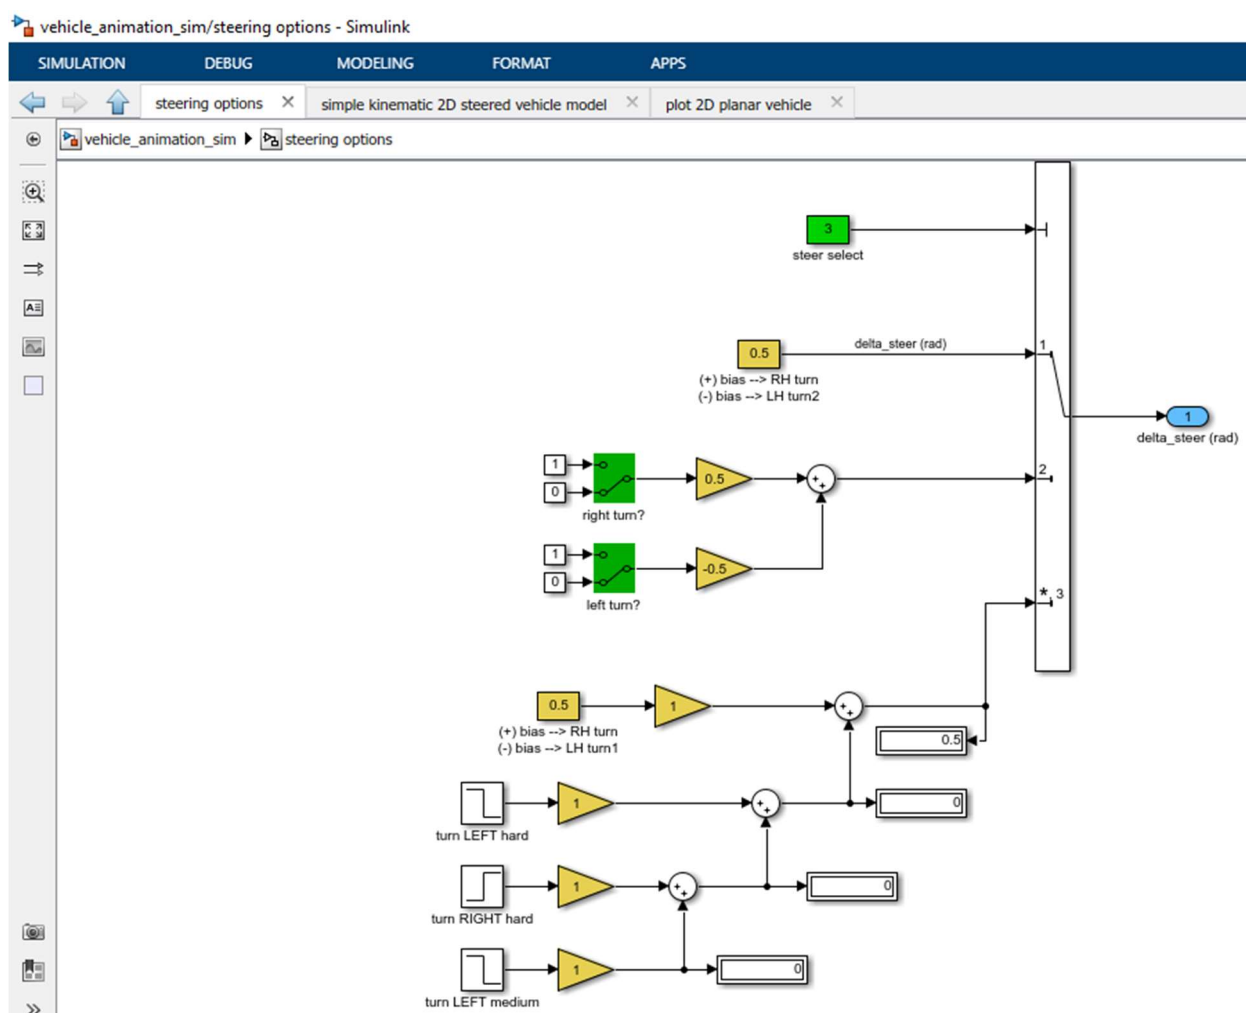 vehicle_animation_sim/steering options - Simulink
SIMULATION DEBUG MODELING FORMAT APPS
steering options × simple kinematic 2D steered vehicle model × plot 2D planar vehicle ×
vehicle_animation_sim steering options
3
steer select
1
0.5
delta_steer (rad)
(+) bias --> RH turn
(-) bias --> LH turn2
1
delta_steer (rad)
1
0
0.5
2
right turn?
1
0
-0.5
left turn?
* 3
0.5
1
(+) bias --> RH turn
(-) bias --> LH turn1
0.5
1
0
turn LEFT hard
1
0
turn RIGHT hard
1
0
turn LEFT medium